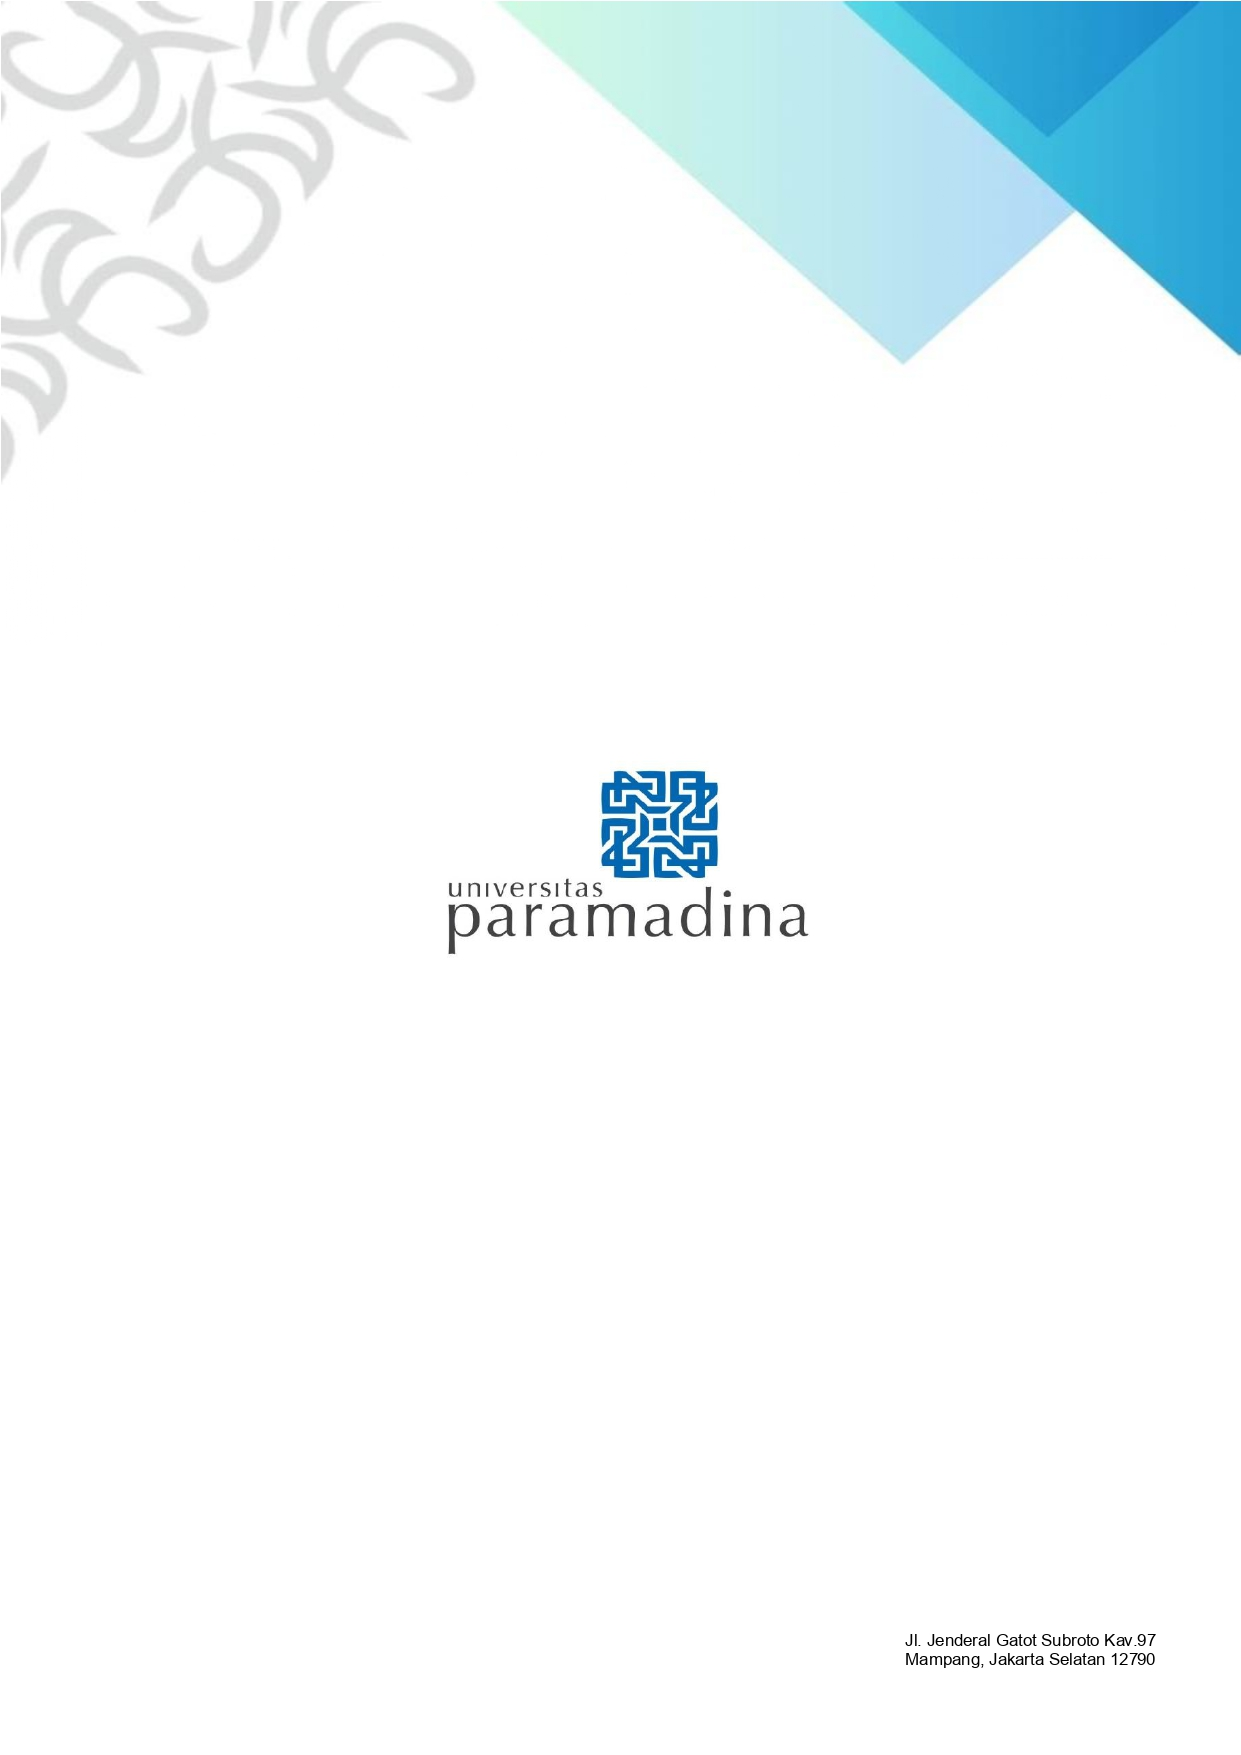 universitas
paramadina
Jl. Jenderal Gatot Subroto Kav.97
Mampang, Jakarta Selatan 12790